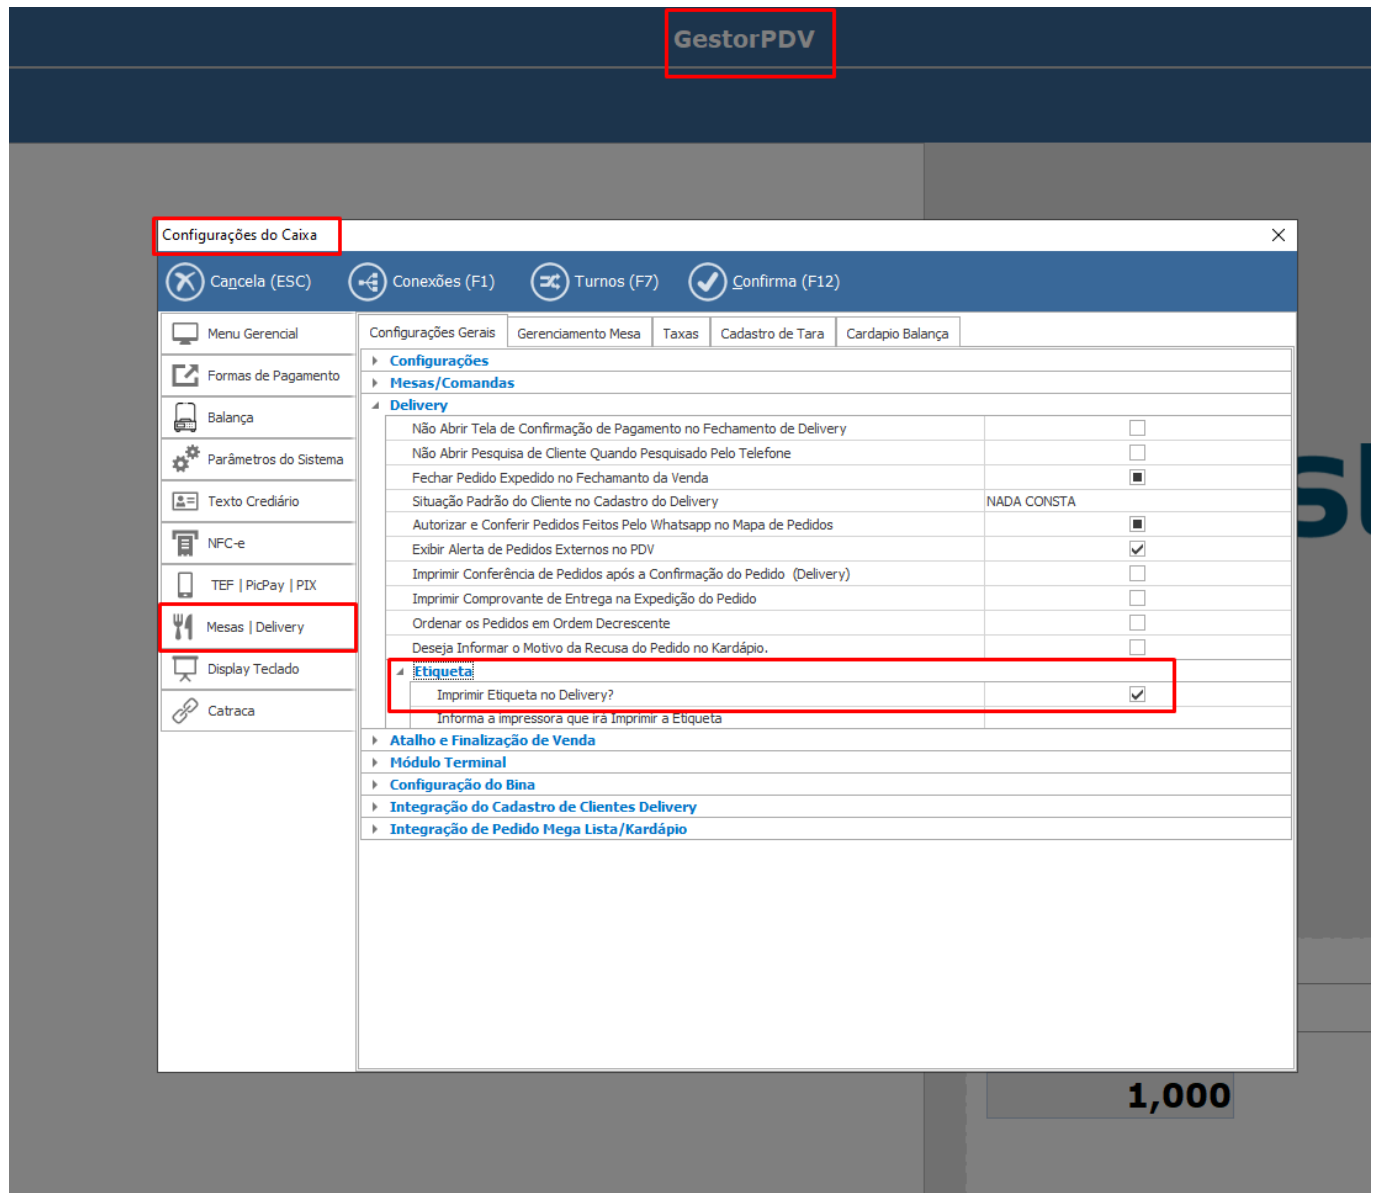 GestorPDV
Configurações do Caixa
Cancela (ESC) Conexões (F1) Turnos (F7) Confirma (F12)
Menu Gerencial
Formas de Pagamento
Balança
Parâmetros do Sistema
Texto Crediário
NFC-e
TEF | PicPay | PIX
Mesas | Delivery
Display Teclado
Catraca
Configurações Gerais Gerenciamento Mesa Taxas Cadastro de Tara Cardapio Balança
Configurações
Mesas/Comandas
Delivery
Não Abrir Tela de Confirmação de Pagamento no Fechamento de Delivery
Não Abrir Pesquisa de Cliente Quando Pesquisado Pelo Telefone
Fechar Pedido Expedido no Fechamanto da Venda
Situação Padrão do Cliente no Cadastro do Delivery NADA CONSTA
Autorizar e Conferir Pedidos Feitos Pelo Whatsapp no Mapa de Pedidos
Exibir Alerta de Pedidos Externos no PDV
Imprimir Conferência de Pedidos após a Confirmação do Pedido (Delivery)
Imprimir Comprovante de Entrega na Expedição do Pedido
Ordenar os Pedidos em Ordem Decrescente
Deseja Informar o Motivo da Recusa do Pedido no Kardápio.
Etiqueta
Imprimir Etiqueta no Delivery?
Informa a impressora que irá Imprimir a Etiqueta
Atalho e Finalização de Venda
Módulo Terminal
Configuração do Bina
Integração do Cadastro de Clientes Delivery
Integração de Pedido Mega Lista/Kardápio
1,000